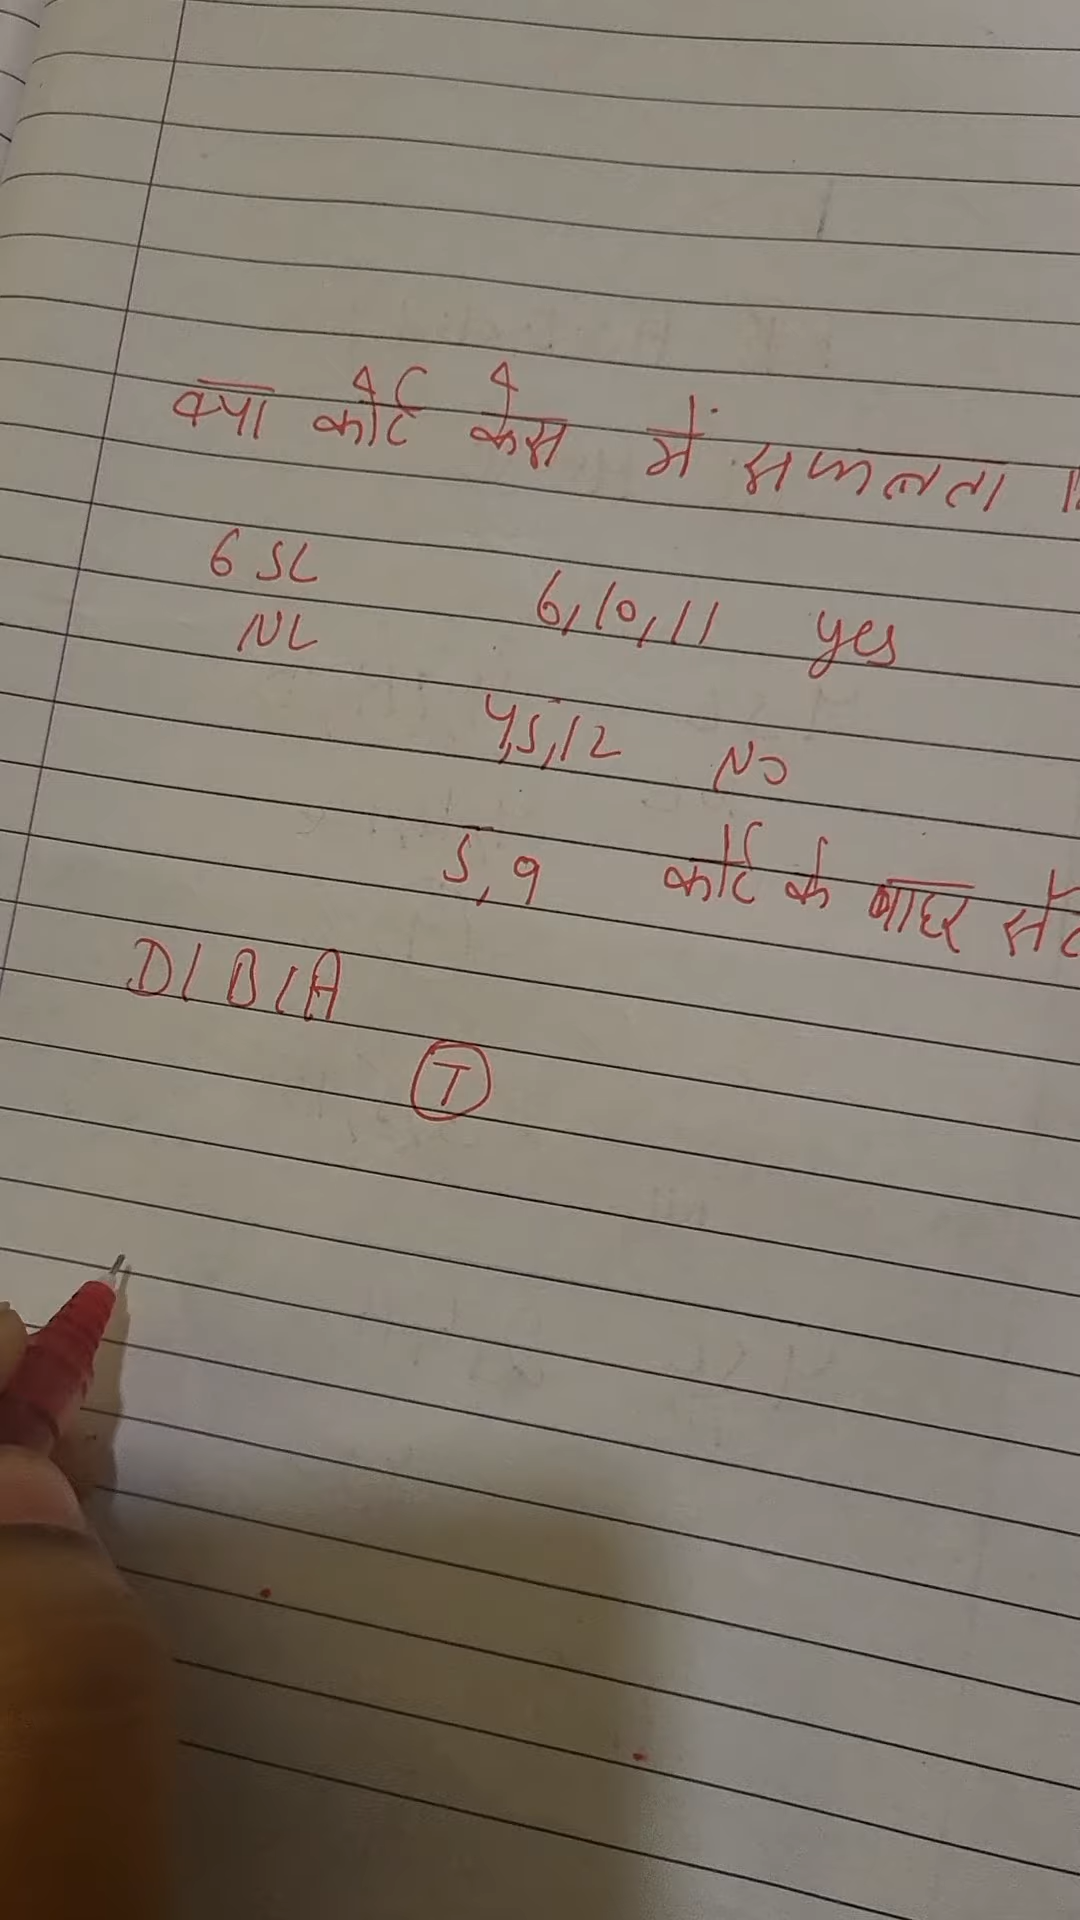 क्या कोर्ट केस में सफलता
6 SL
NL
6, 10, 11 yes
4, 5, 12 No
5, 9 कोर्ट के बाहर
D/B/A
T